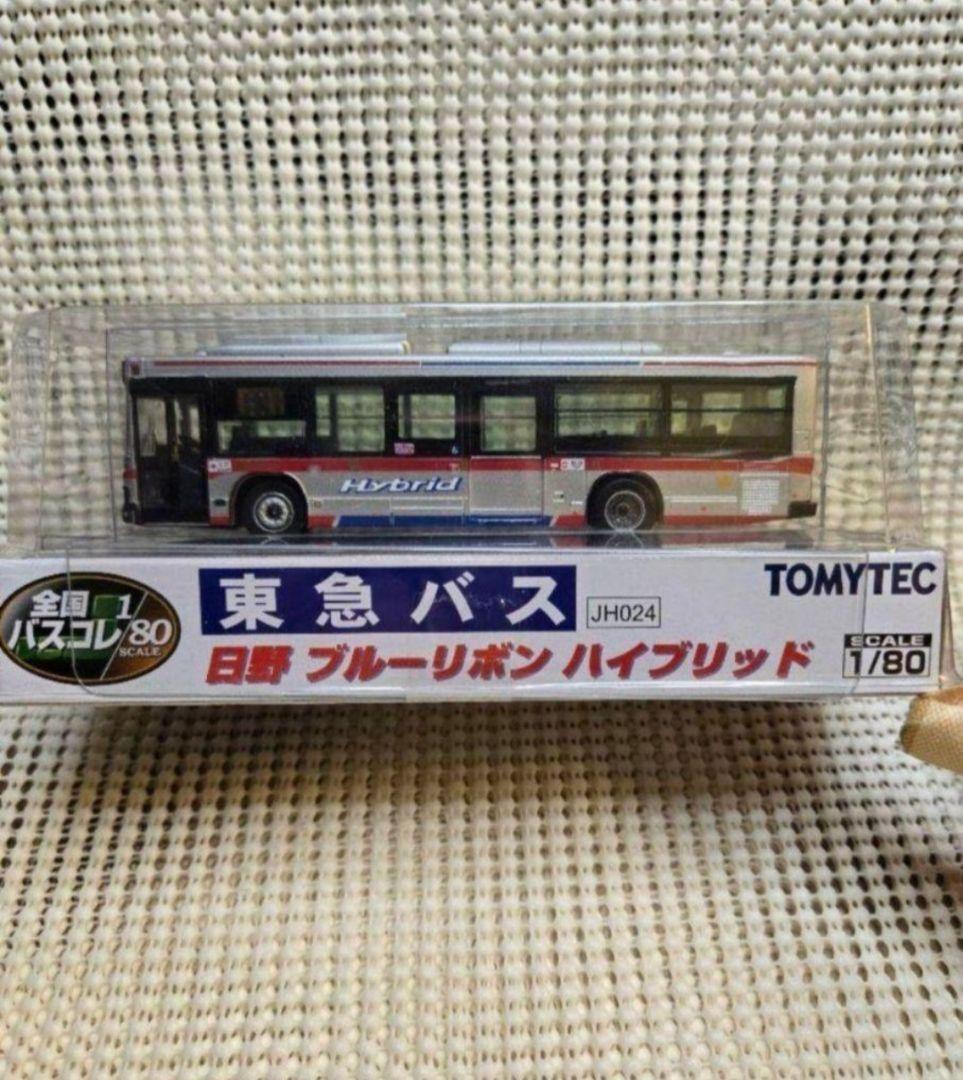 Hybrid
全国
バスコレ
1/80
SCALE
東急バス
JH024
TOMYTEC
日野 ブルーリボン ハイブリッド
SCALE
1/80